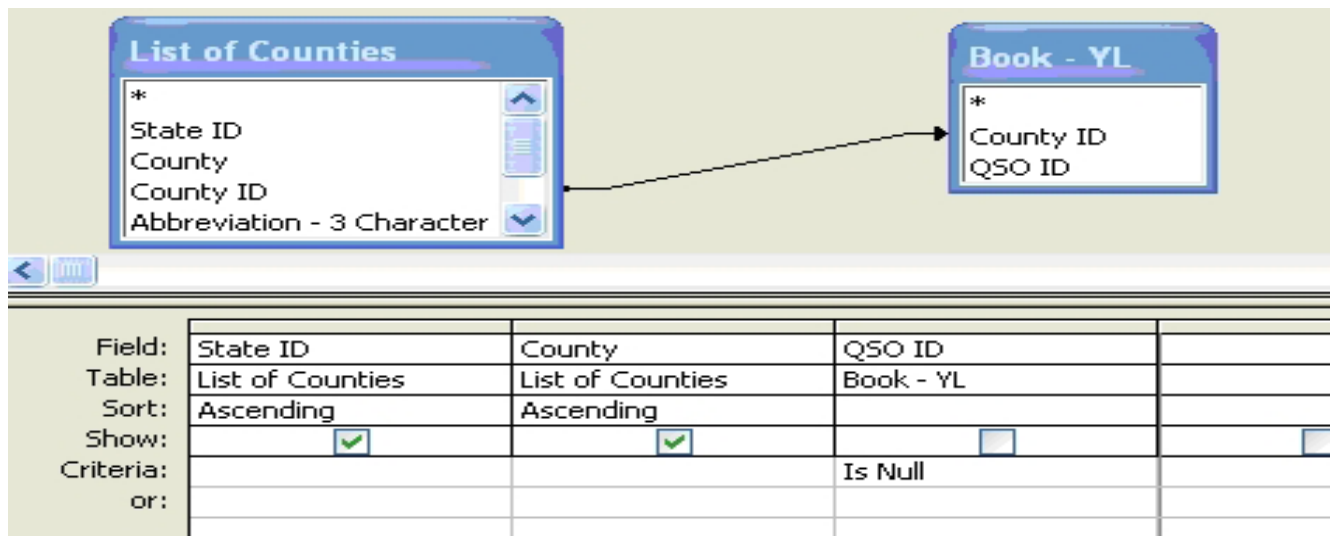 List of Counties
*
State ID
County
County ID
Abbreviation - 3 Character
Book - YL
*
County ID
QSO ID
Field: State ID County QSO ID
Table: List of Counties List of Counties Book - YL
Sort: Ascending Ascending
Show:
Criteria: Is Null
or: